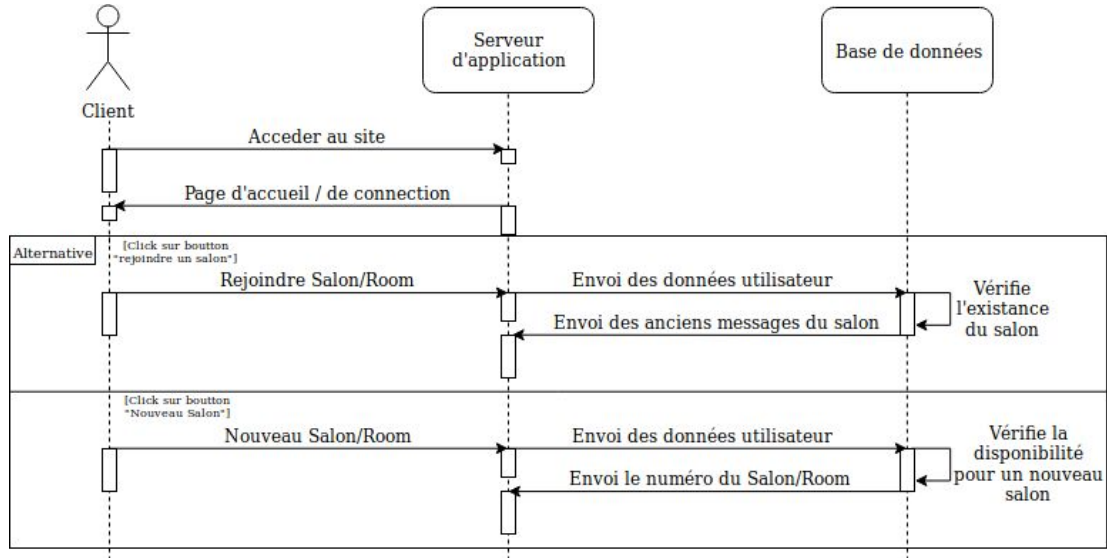 Serveur
d'application
Base de données
Client
Acceder au site
Page d'accueil / de connection
Alternative
[Click sur boutton
"rejoindre un salon"]
Rejoindre Salon/Room
Envoi des données utilisateur
Vérifie
l'existance
du salon
Envoi des anciens messages du salon
[Click sur boutton
"Nouveau Salon"]
Nouveau Salon/Room
Envoi des données utilisateur
Vérifie la
disponibilité
pour un nouveau
salon
Envoi le numéro du Salon/Room